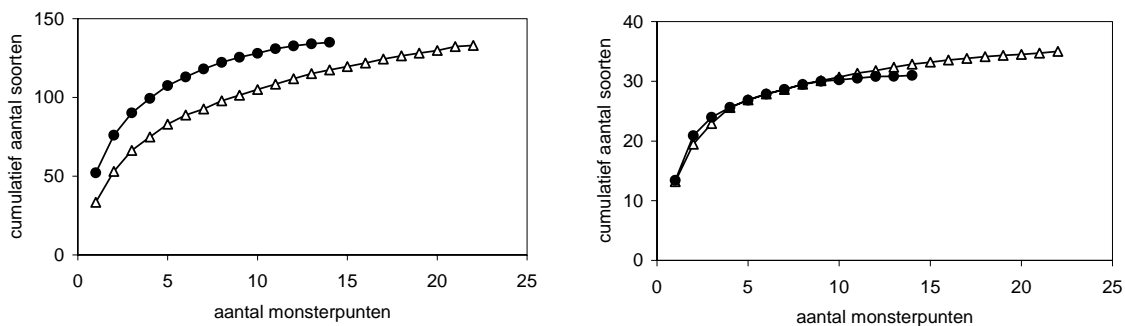 150
100
50
0
cumulatief aantal soorten
0 5 10 15 20 25
aantal monsterpunten
40
30
20
10
0
cumulatief aantal soorten
0 5 10 15 20 25
aantal monsterpunten